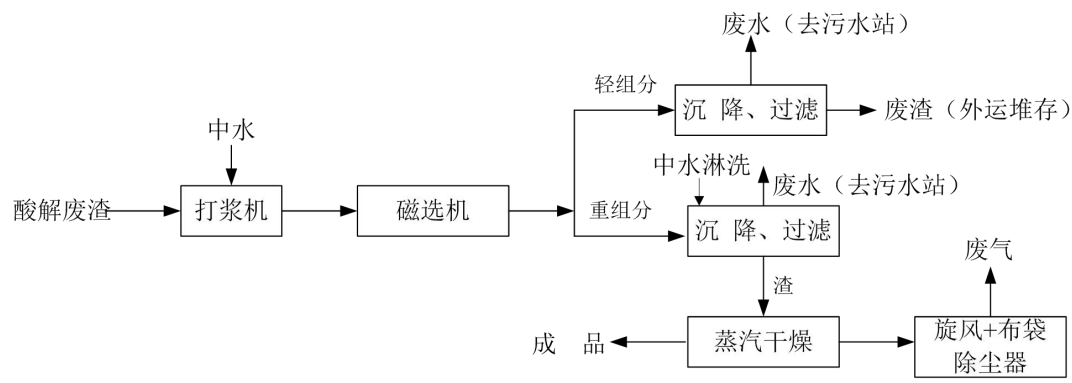 废水（去污水站）
轻组分
沉 降、过滤
废渣（外运堆存）
中水
中水淋洗
废水（去污水站）
酸解废渣
打浆机
磁选机
重组分
沉 降、过滤
废气
渣
成 品
蒸汽干燥
旋风+布袋
除尘器